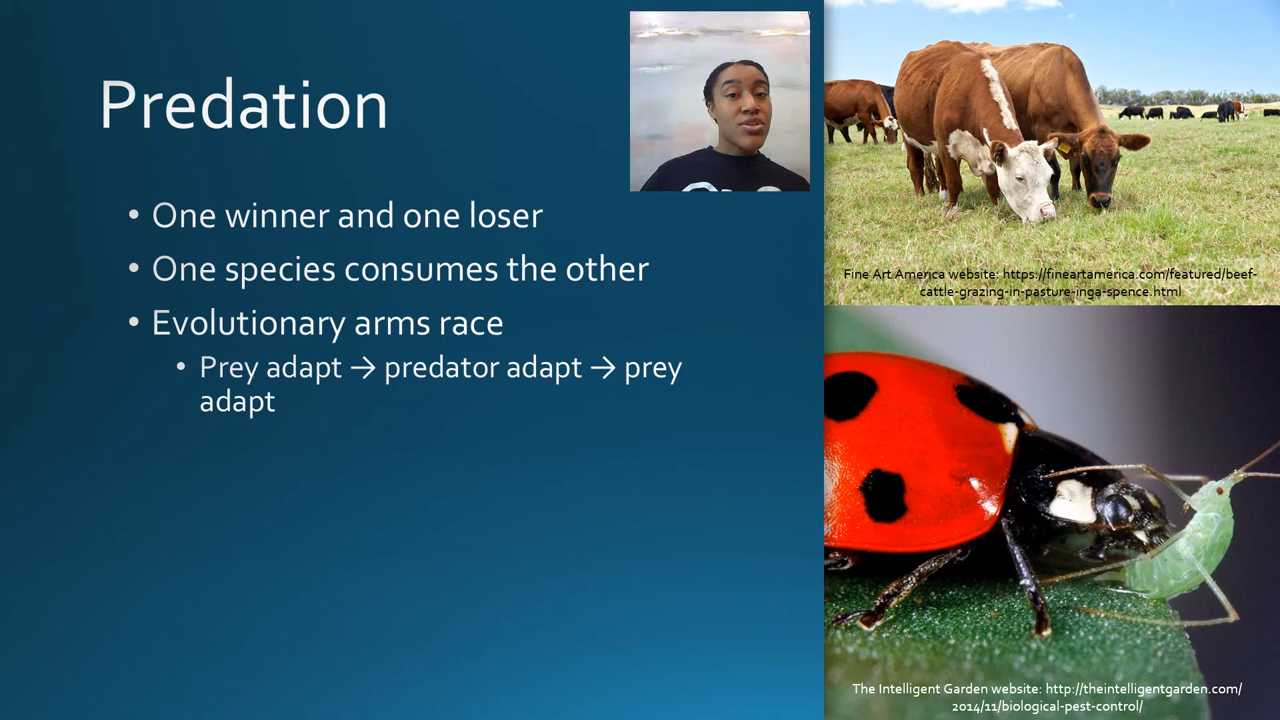 Predation
• One winner and one loser
• One species consumes the other
• Evolutionary arms race
• Prey adapt → predator adapt → prey
adapt
Fine Art America website: https://fineartamerica.com/featured/beef-
cattle-grazing-in-pasture-inga-spence.html
The Intelligent Garden website: http://theintelligentgarden.com/
2014/11/biological-pest-control/